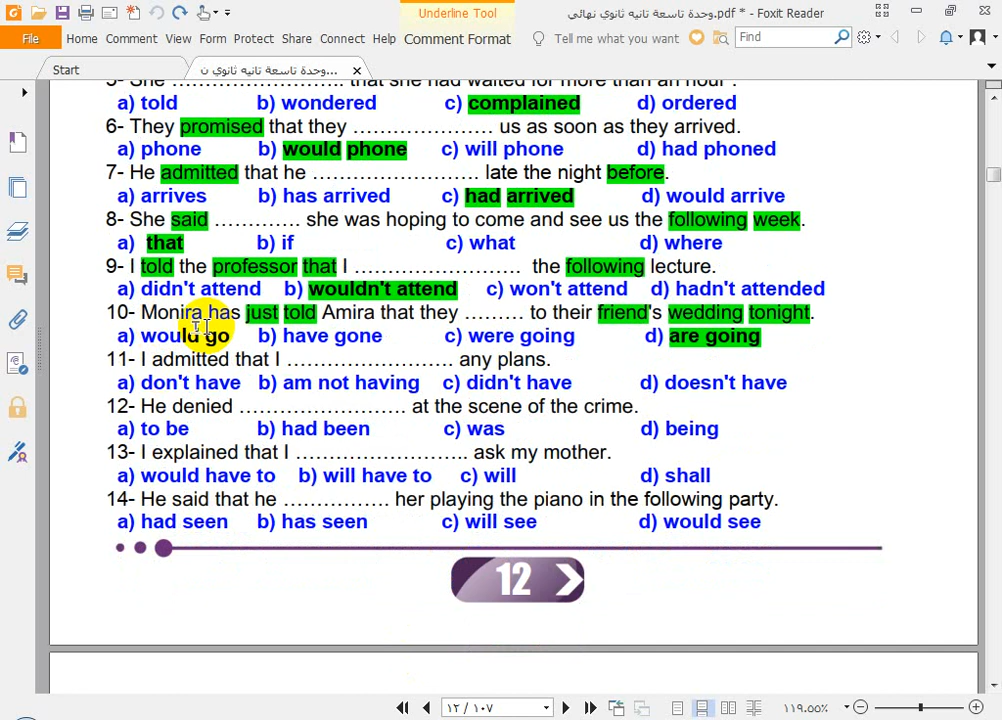 Underline Tool
وحدة تاسعة ثانيه ثانوي نهائي.pdf * - Foxit Reader
File Home Comment View Form Protect Share Connect Help Comment Format Tell me what you want Find
Start
وحدة تاسعة ثانيه ثانوي ن...
a) told b) wondered c) complained d) ordered
6- They promised that they ………………… us as soon as they arrived.
a) phone b) would phone c) will phone d) had phoned
7- He admitted that he …………………… late the night before.
a) arrives b) has arrived c) had arrived d) would arrive
8- She said ………… she was hoping to come and see us the following week.
a) that b) if c) what d) where
9- I told the professor that I …………………… the following lecture.
a) didn't attend b) wouldn't attend c) won't attend d) hadn't attended
10- Monira has just told Amira that they ……… to their friend's wedding tonight.
a) would go b) have gone c) were going d) are going
11- I admitted that I …………………… any plans.
a) don't have b) am not having c) didn't have d) doesn't have
12- He denied …………………… at the scene of the crime.
a) to be b) had been c) was d) being
13- I explained that I …………………….. ask my mother.
a) would have to b) will have to c) will d) shall
14- He said that he …………… her playing the piano in the following party.
a) had seen b) has seen c) will see d) would see
12
١٢ / ١٠٧
١١٩.٥٥%